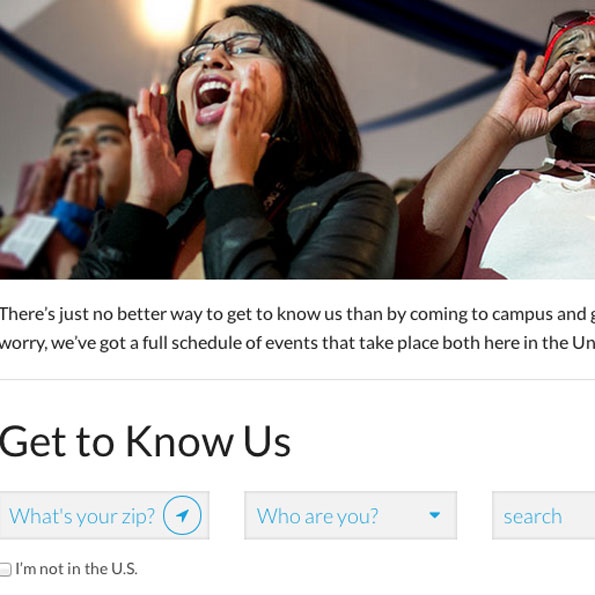 There's just no better way to get to know us than by coming to campus and
worry, we've got a full schedule of events that take place both here in the Un
Get to Know Us
What's your zip? Who are you? search
I'm not in the U.S.